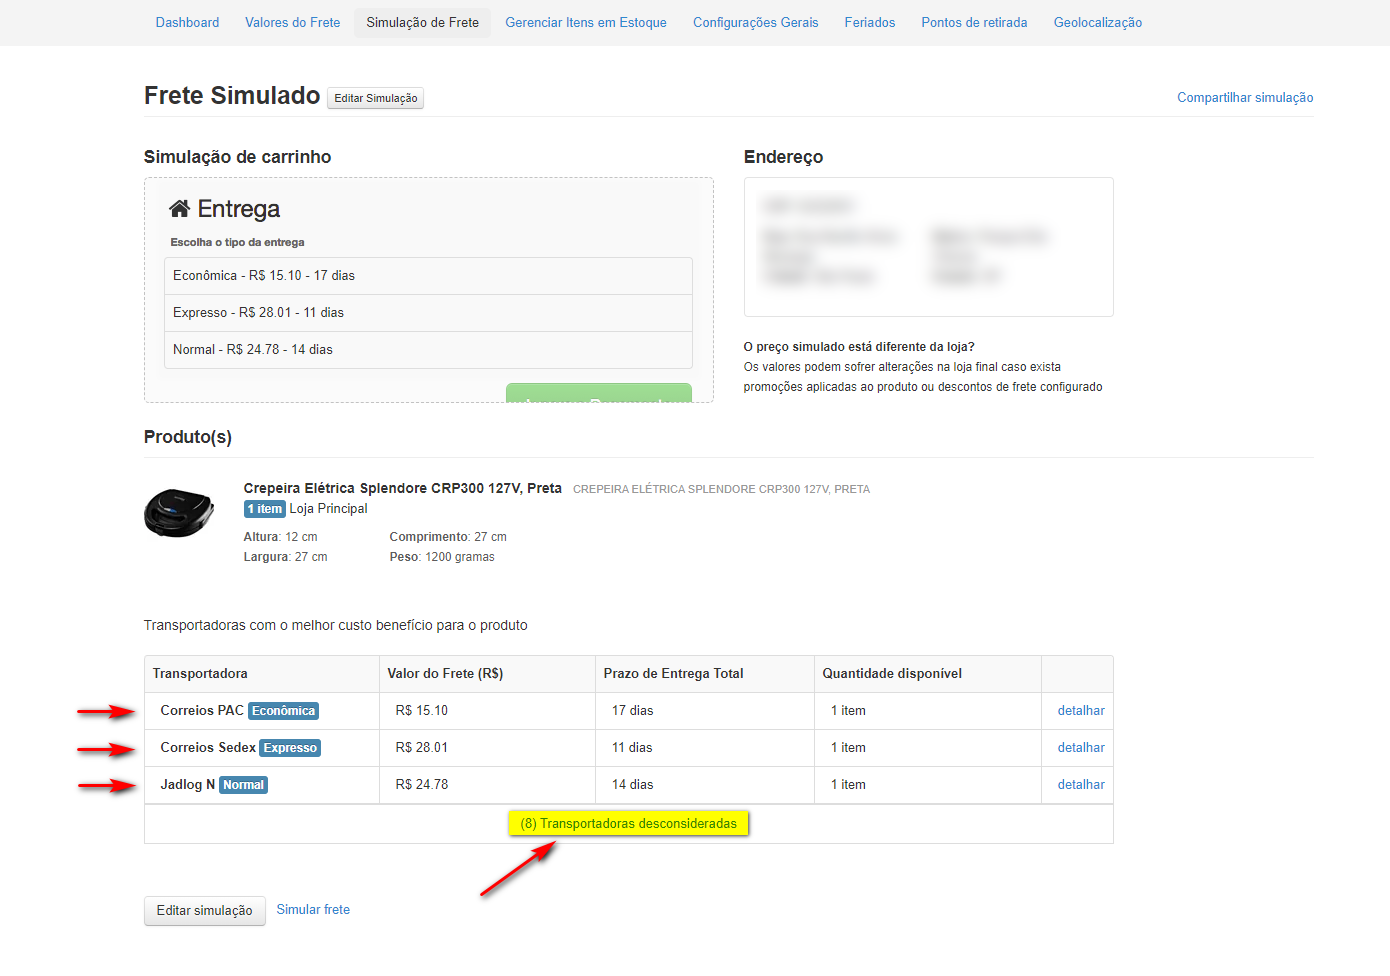 Dashboard Valores do Frete Simulação de Frete Gerenciar Itens em Estoque Configurações Gerais Feriados Pontos de retirada Geolocalização
Frete Simulado Editar Simulação Compartilhar simulação
Simulação de carrinho
Entrega
Escolha o tipo da entrega
Econômica - R$ 15.10 - 17 dias
Expresso - R$ 28.01 - 11 dias
Normal - R$ 24.78 - 14 dias
Endereço
O preço simulado está diferente da loja?
Os valores podem sofrer alterações na loja final caso exista
promoções aplicadas ao produto ou descontos de frete configurado
Produto(s)
Crepeira Elétrica Splendore CRP300 127V, Preta CREPEIRA ELÉTRICA SPLENDORE CRP300 127V, PRETA
1 item Loja Principal
Altura: 12 cm Comprimento: 27 cm
Largura: 27 cm Peso: 1200 gramas
Transportadoras com o melhor custo benefício para o produto
Transportadora Valor do Frete (R$) Prazo de Entrega Total Quantidade disponível
Correios PAC Econômica R$ 15.10 17 dias 1 item detalhar
Correios Sedex Expresso R$ 28.01 11 dias 1 item detalhar
Jadlog N Normal R$ 24.78 14 dias 1 item detalhar
(8) Transportadoras desconsideradas
Editar simulação Simular frete